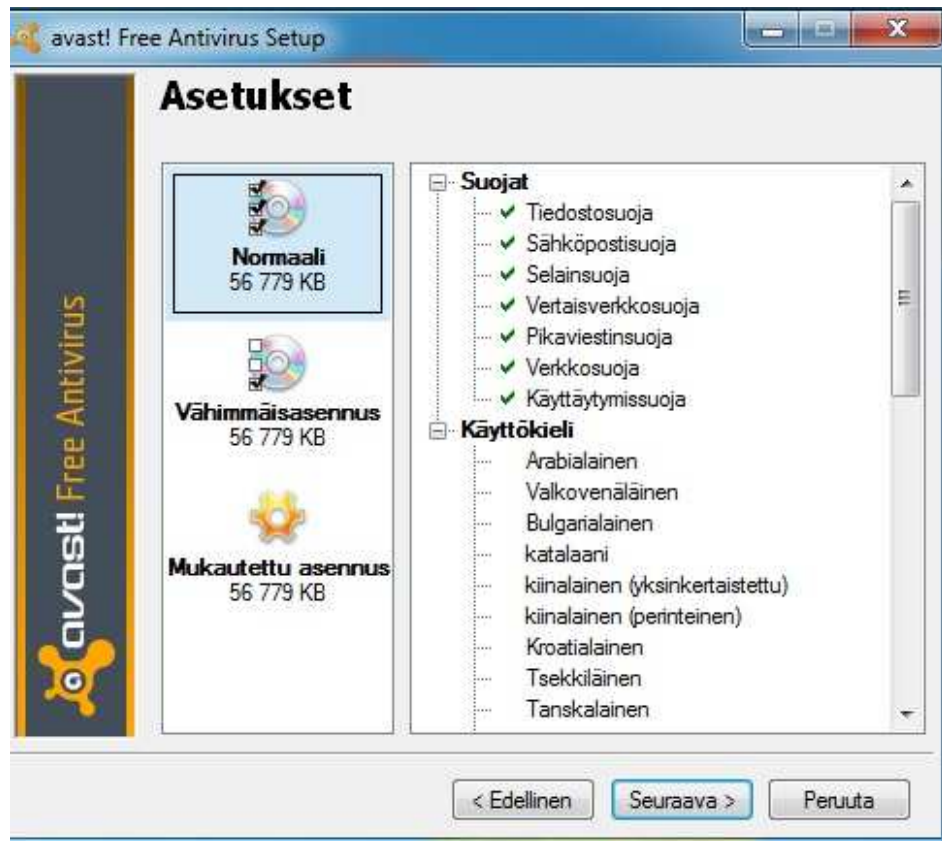 avast! Free Antivirus Setup
avast! Free Antivirus
Asetukset
Normaali
56 779 KB
Vähimmäisasennus
56 779 KB
Mukautettu asennus
56 779 KB
Suojat
Tiedostosuoja
Sähköpostisuoja
Selainsuoja
Vertaisverkkosuoja
Pikaviestinsuoja
Verkkosuoja
Käyttäytymissuoja
Käyttökieli
Arabialainen
Valkovenäläinen
Bulgarialainen
katalaani
kiinalainen (yksinkertaistettu)
kiinalainen (perinteinen)
Kroatialainen
Tsekkiläinen
Tanskalainen
< Edellinen
Seuraava >
Peruuta